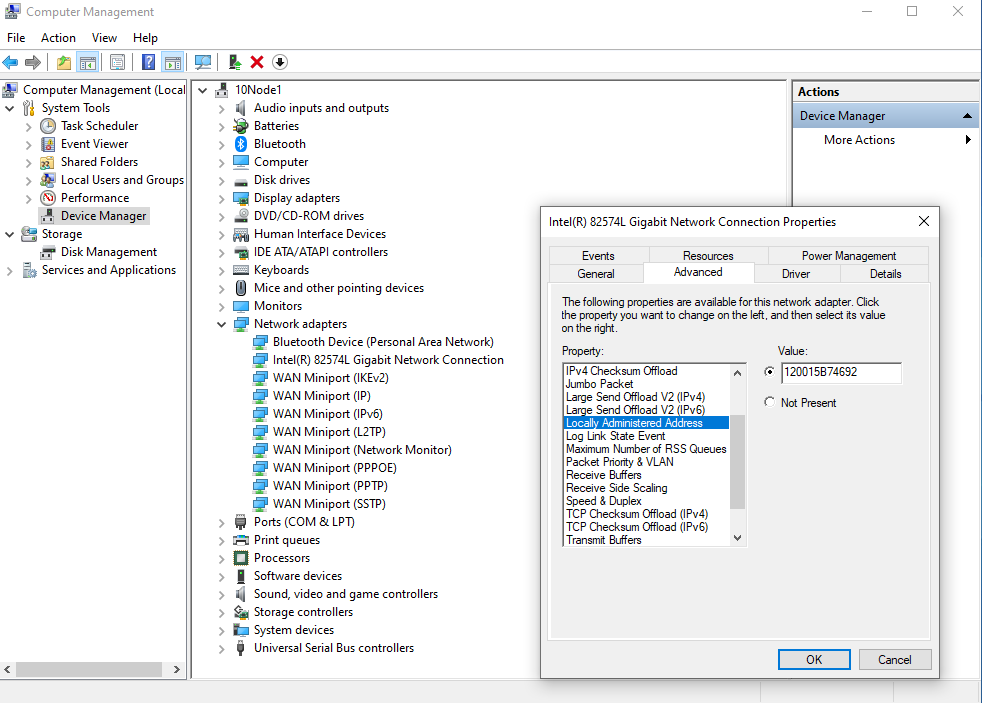 Computer Management
File Action View Help
Computer Management (Local
System Tools
Task Scheduler
Event Viewer
Shared Folders
Local Users and Groups
Performance
Device Manager
Storage
Disk Management
Services and Applications
10Node1
Audio inputs and outputs
Batteries
Bluetooth
Computer
Disk drives
Display adapters
DVD/CD-ROM drives
Human Interface Devices
IDE ATA/ATAPI controllers
Keyboards
Mice and other pointing devices
Monitors
Network adapters
Bluetooth Device (Personal Area Network)
Intel(R) 82574L Gigabit Network Connection
WAN Miniport (IKEv2)
WAN Miniport (IP)
WAN Miniport (IPv6)
WAN Miniport (L2TP)
WAN Miniport (Network Monitor)
WAN Miniport (PPPOE)
WAN Miniport (PPTP)
WAN Miniport (SSTP)
Ports (COM & LPT)
Print queues
Processors
Software devices
Sound, video and game controllers
Storage controllers
System devices
Universal Serial Bus controllers
Actions
Device Manager
More Actions
Intel(R) 82574L Gigabit Network Connection Properties
Events Resources Power Management
General Advanced Driver Details
The following properties are available for this network adapter. Click
the property you want to change on the left, and then select its value
on the right.
Property:
IPv4 Checksum Offload
Jumbo Packet
Large Send Offload V2 (IPv4)
Large Send Offload V2 (IPv6)
Locally Administered Address
Log Link State Event
Maximum Number of RSS Queues
Packet Priority & VLAN
Receive Buffers
Receive Side Scaling
Speed & Duplex
TCP Checksum Offload (IPv4)
TCP Checksum Offload (IPv6)
Transmit Buffers
Value:
120015B74692
Not Present
OK Cancel